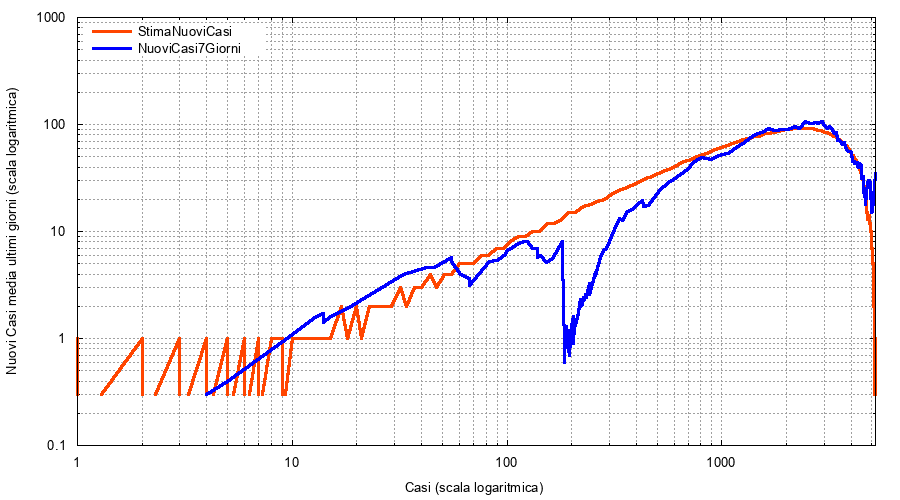 1000
StimaNuoviCasi
NuoviCasi7Giorni
100
10
1
0.1
Nuovi Casi media ultimi giorni (scala logaritmica)
1 10 100 1000
Casi (scala logaritmica)